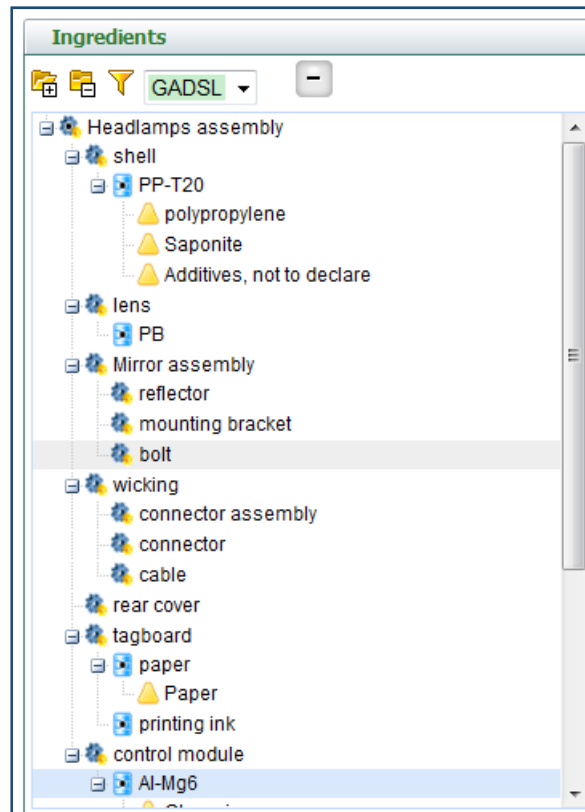 Ingredients
GADSL
Headlamps assembly
shell
PP-T20
polypropylene
Saponite
Additives, not to declare
lens
PB
Mirror assembly
reflector
mounting bracket
bolt
wicking
connector assembly
connector
cable
rear cover
tagboard
paper
Paper
printing ink
control module
Al-Mg6